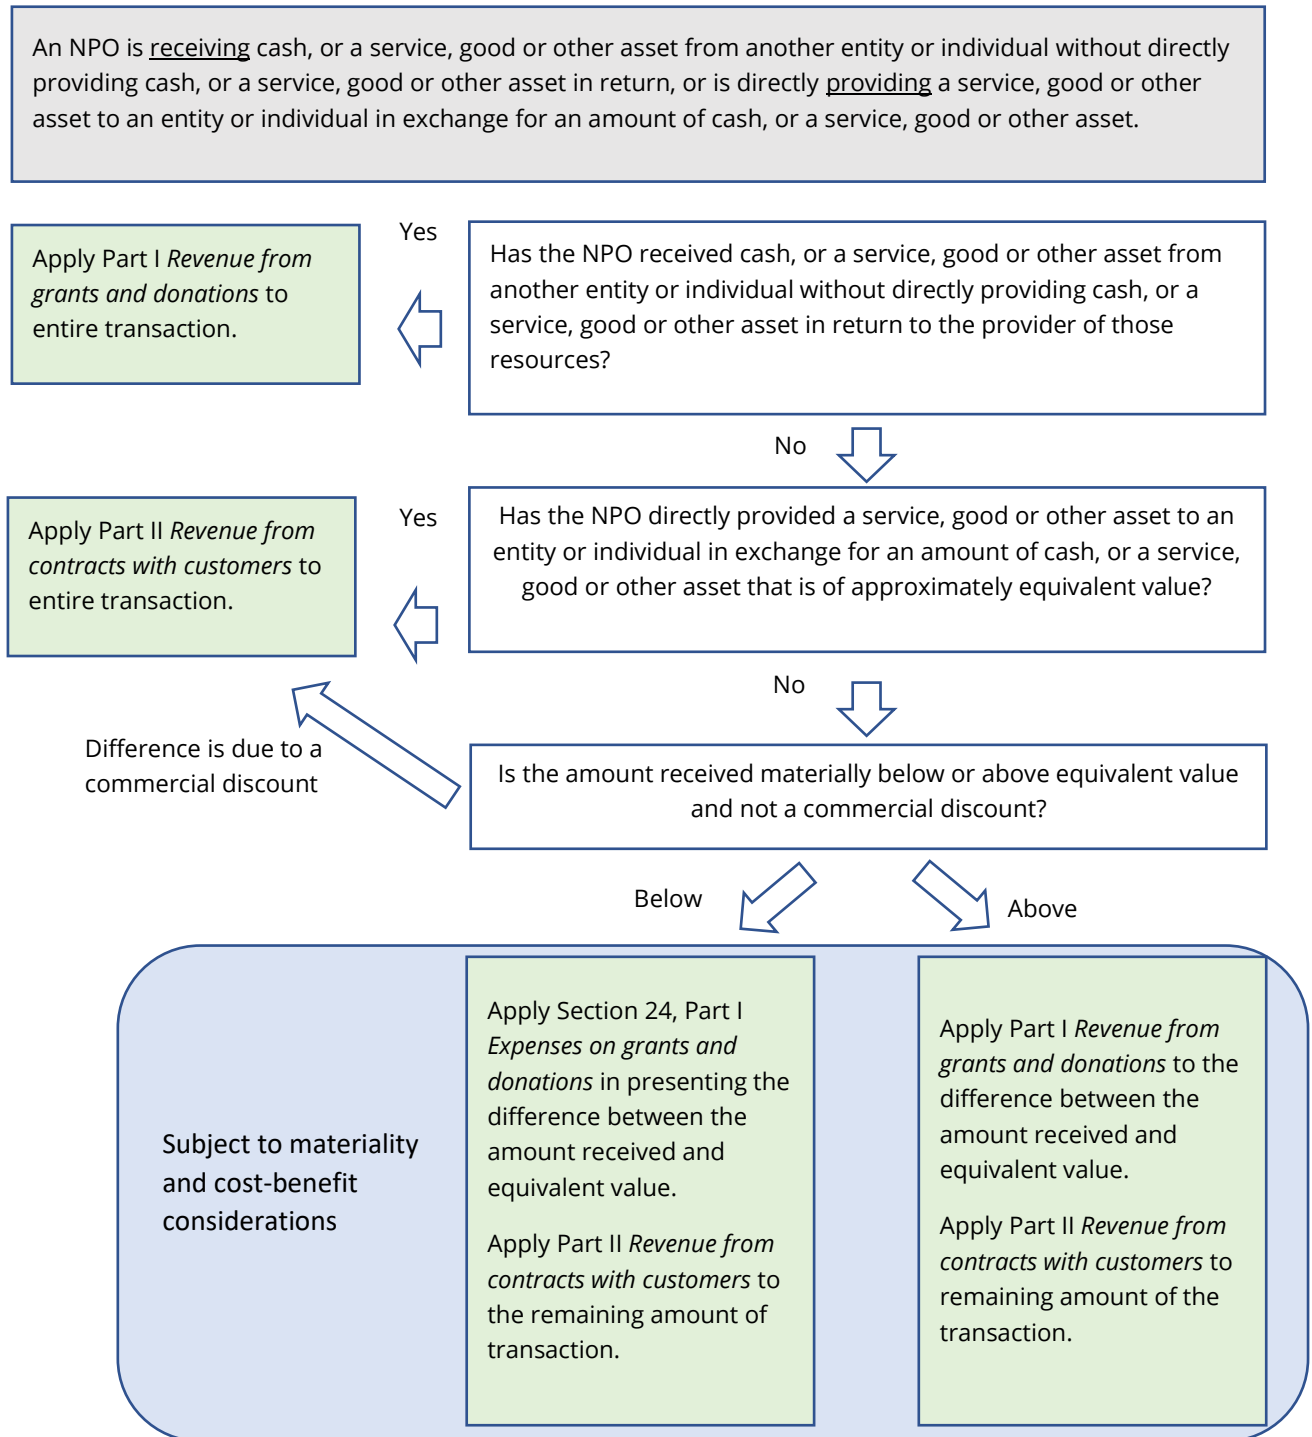 An NPO is receiving cash, or a service, good or other asset from another entity or individual without directly
providing cash, or a service, good or other asset in return, or is directly providing a service, good or other
asset to an entity or individual in exchange for an amount of cash, or a service, good or other asset.
Yes
Apply Part I Revenue from
grants and donations to
entire transaction.
Has the NPO received cash, or a service, good or other asset from
another entity or individual without directly providing cash, or a
service, good or other asset in return to the provider of those
resources?
No
Apply Part II Revenue from
contracts with customers to
entire transaction.
Yes
Has the NPO directly provided a service, good or other asset to an
entity or individual in exchange for an amount of cash, or a service,
good or other asset that is of approximately equivalent value?
No
Difference is due to a
commercial discount
Is the amount received materially below or above equivalent value
and not a commercial discount?
Below
Above
Subject to materiality
and cost-benefit
considerations
Apply Section 24, Part I
Expenses on grants and
donations in presenting the
difference between the
amount received and
equivalent value.
Apply Part II Revenue from
contracts with customers to
the remaining amount of
transaction.
Apply Part I Revenue from
grants and donations to the
difference between the
amount received and
equivalent value.
Apply Part II Revenue from
contracts with customers to
remaining amount of the
transaction.